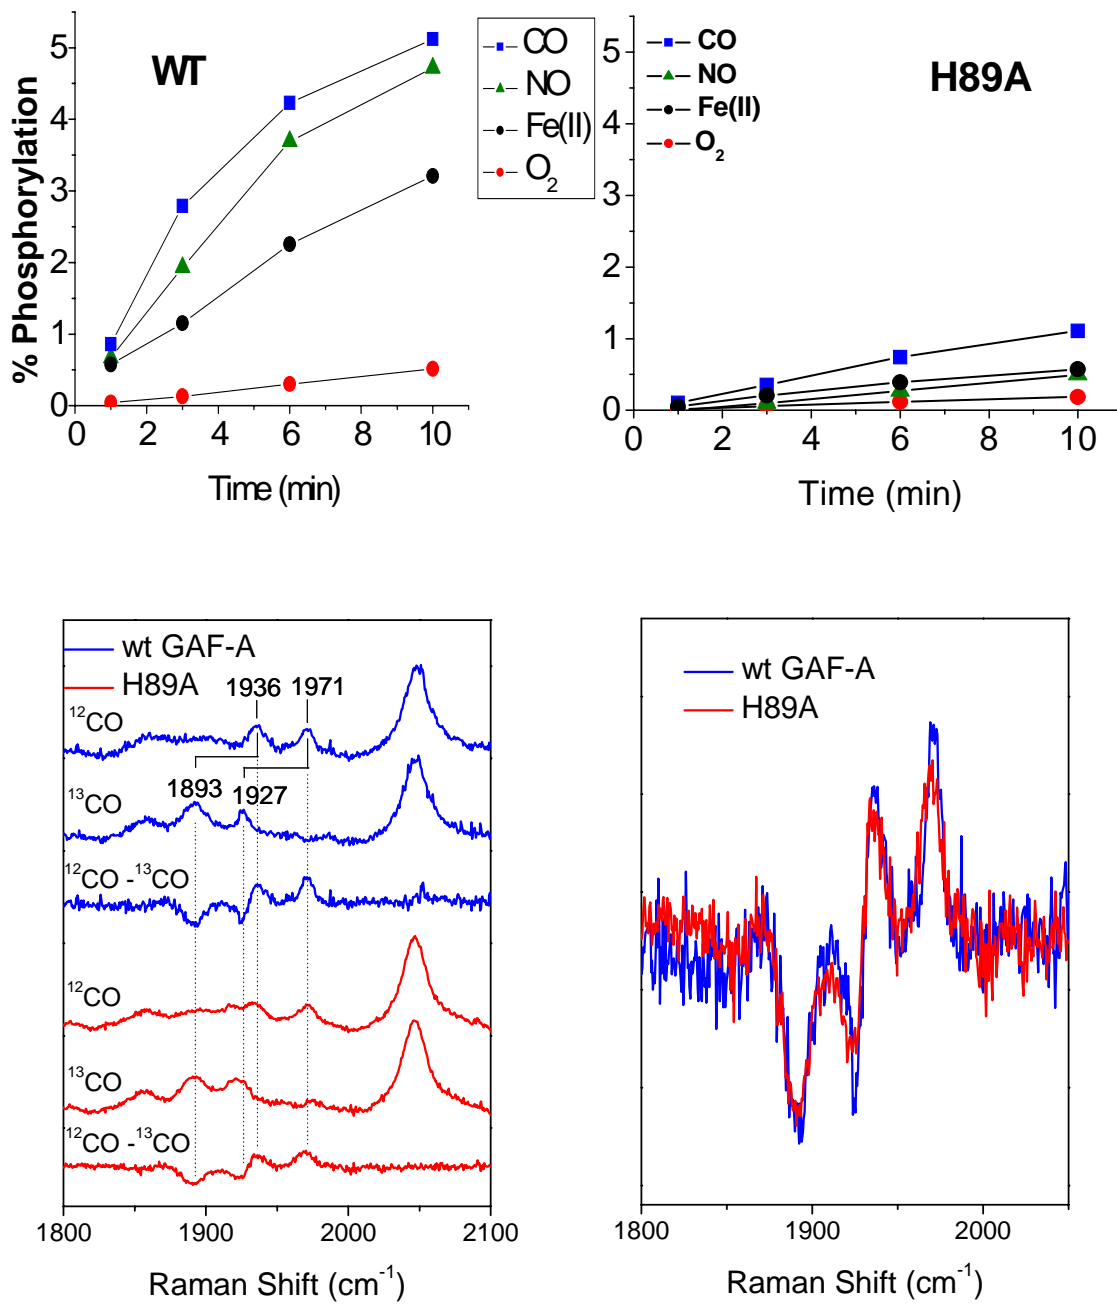 WT
CO
NO
Fe(II)
O2
% Phosphorylation
5
4
3
2
1
0
0 2 4 6 8 10
Time (min)
H89A
CO
NO
Fe(II)
O2
5
4
3
2
1
0
0 2 4 6 8 10
Time (min)
wt GAF-A
H89A
1936 1971
12CO
1893 1927
13CO
12CO -13CO
12CO
13CO
12CO -13CO
1800 1900 2000 2100
Raman Shift (cm-1)
wt GAF-A
H89A
1800 1900 2000
Raman Shift (cm-1)